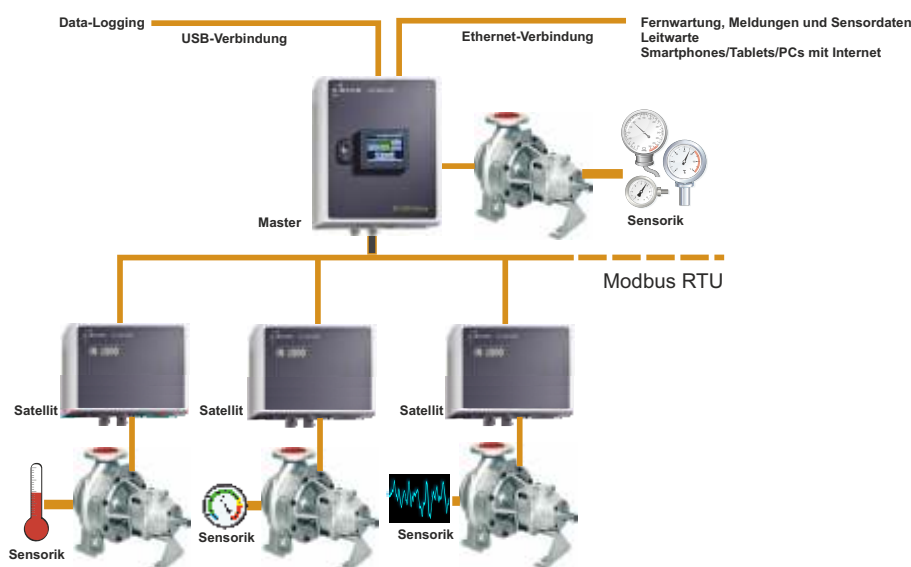 Data-Logging
USB-Verbindung
Ethernet-Verbindung
Fernwartung, Meldungen und Sensordaten
Leitwarte
Smartphones/Tablets/PCs mit Internet
Master
Sensorik
Modbus RTU
Satellit
Satellit
Satellit
Sensorik
Sensorik
Sensorik